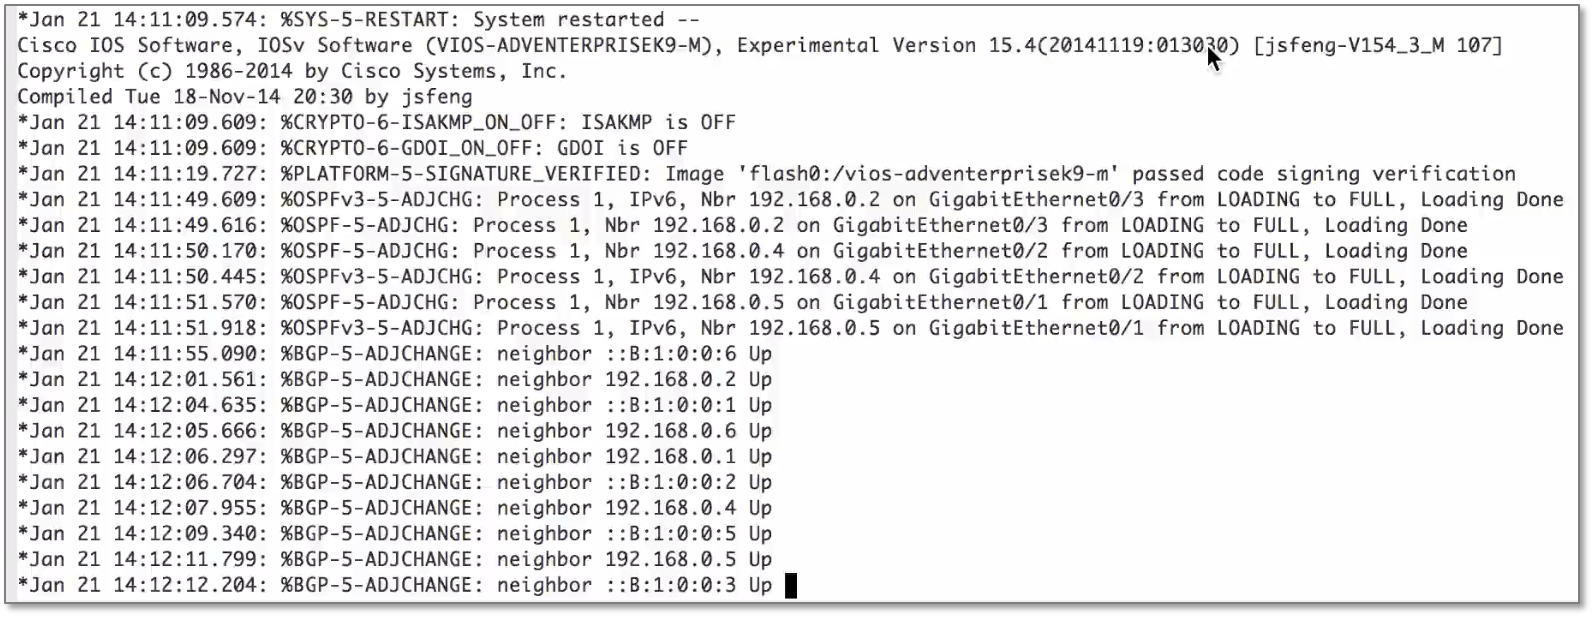 *Jan 21 14:11:09.574: %SYS-5-RESTART: System restarted --
Cisco IOS Software, IOSv Software (VIOS-ADVENTERPRISEK9-M), Experimental Version 15.4(20141119:013030) [jsfeng-V154_3_M 107]
Copyright (c) 1986-2014 by Cisco Systems, Inc.
Compiled Tue 18-Nov-14 20:30 by jsfeng
*Jan 21 14:11:09.609: %CRYPTO-6-ISAKMP_ON_OFF: ISAKMP is OFF
*Jan 21 14:11:09.609: %CRYPTO-6-GDOI_ON_OFF: GDOI is OFF
*Jan 21 14:11:19.727: %PLATFORM-5-SIGNATURE_VERIFIED: Image 'flash0:/vios-adventerprisek9-m' passed code signing verification
*Jan 21 14:11:49.609: %OSPFv3-5-ADJCHG: Process 1, IPv6, Nbr 192.168.0.2 on GigabitEthernet0/3 from LOADING to FULL, Loading Done
*Jan 21 14:11:49.616: %OSPF-5-ADJCHG: Process 1, Nbr 192.168.0.2 on GigabitEthernet0/3 from LOADING to FULL, Loading Done
*Jan 21 14:11:50.170: %OSPF-5-ADJCHG: Process 1, Nbr 192.168.0.4 on GigabitEthernet0/2 from LOADING to FULL, Loading Done
*Jan 21 14:11:50.445: %OSPFv3-5-ADJCHG: Process 1, IPv6, Nbr 192.168.0.4 on GigabitEthernet0/2 from LOADING to FULL, Loading Done
*Jan 21 14:11:51.570: %OSPF-5-ADJCHG: Process 1, Nbr 192.168.0.5 on GigabitEthernet0/1 from LOADING to FULL, Loading Done
*Jan 21 14:11:51.918: %OSPFv3-5-ADJCHG: Process 1, IPv6, Nbr 192.168.0.5 on GigabitEthernet0/1 from LOADING to FULL, Loading Done
*Jan 21 14:11:55.090: %BGP-5-ADJCHANGE: neighbor ::B:1:0:0:6 Up
*Jan 21 14:12:01.561: %BGP-5-ADJCHANGE: neighbor 192.168.0.2 Up
*Jan 21 14:12:04.635: %BGP-5-ADJCHANGE: neighbor ::B:1:0:0:1 Up
*Jan 21 14:12:05.666: %BGP-5-ADJCHANGE: neighbor 192.168.0.6 Up
*Jan 21 14:12:06.297: %BGP-5-ADJCHANGE: neighbor 192.168.0.1 Up
*Jan 21 14:12:06.704: %BGP-5-ADJCHANGE: neighbor ::B:1:0:0:2 Up
*Jan 21 14:12:07.955: %BGP-5-ADJCHANGE: neighbor 192.168.0.4 Up
*Jan 21 14:12:09.340: %BGP-5-ADJCHANGE: neighbor ::B:1:0:0:5 Up
*Jan 21 14:12:11.799: %BGP-5-ADJCHANGE: neighbor 192.168.0.5 Up
*Jan 21 14:12:12.204: %BGP-5-ADJCHANGE: neighbor ::B:1:0:0:3 Up